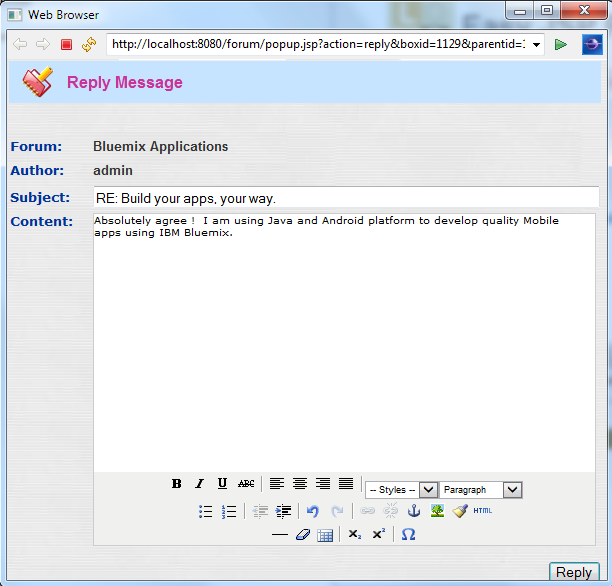 Web Browser
http://localhost:8080/forum/popup.jsp?action=reply&boxid=1129&parentid=1
Reply Message
Forum: Bluemix Applications
Author: admin
Subject: RE: Build your apps, your way.
Content: Absolutely agree ! I am using Java and Android platform to develop quality Mobile
apps using IBM Bluemix.
B I U ABC -- Styles -- Paragraph
HTML
x₂ x² Ω
Reply